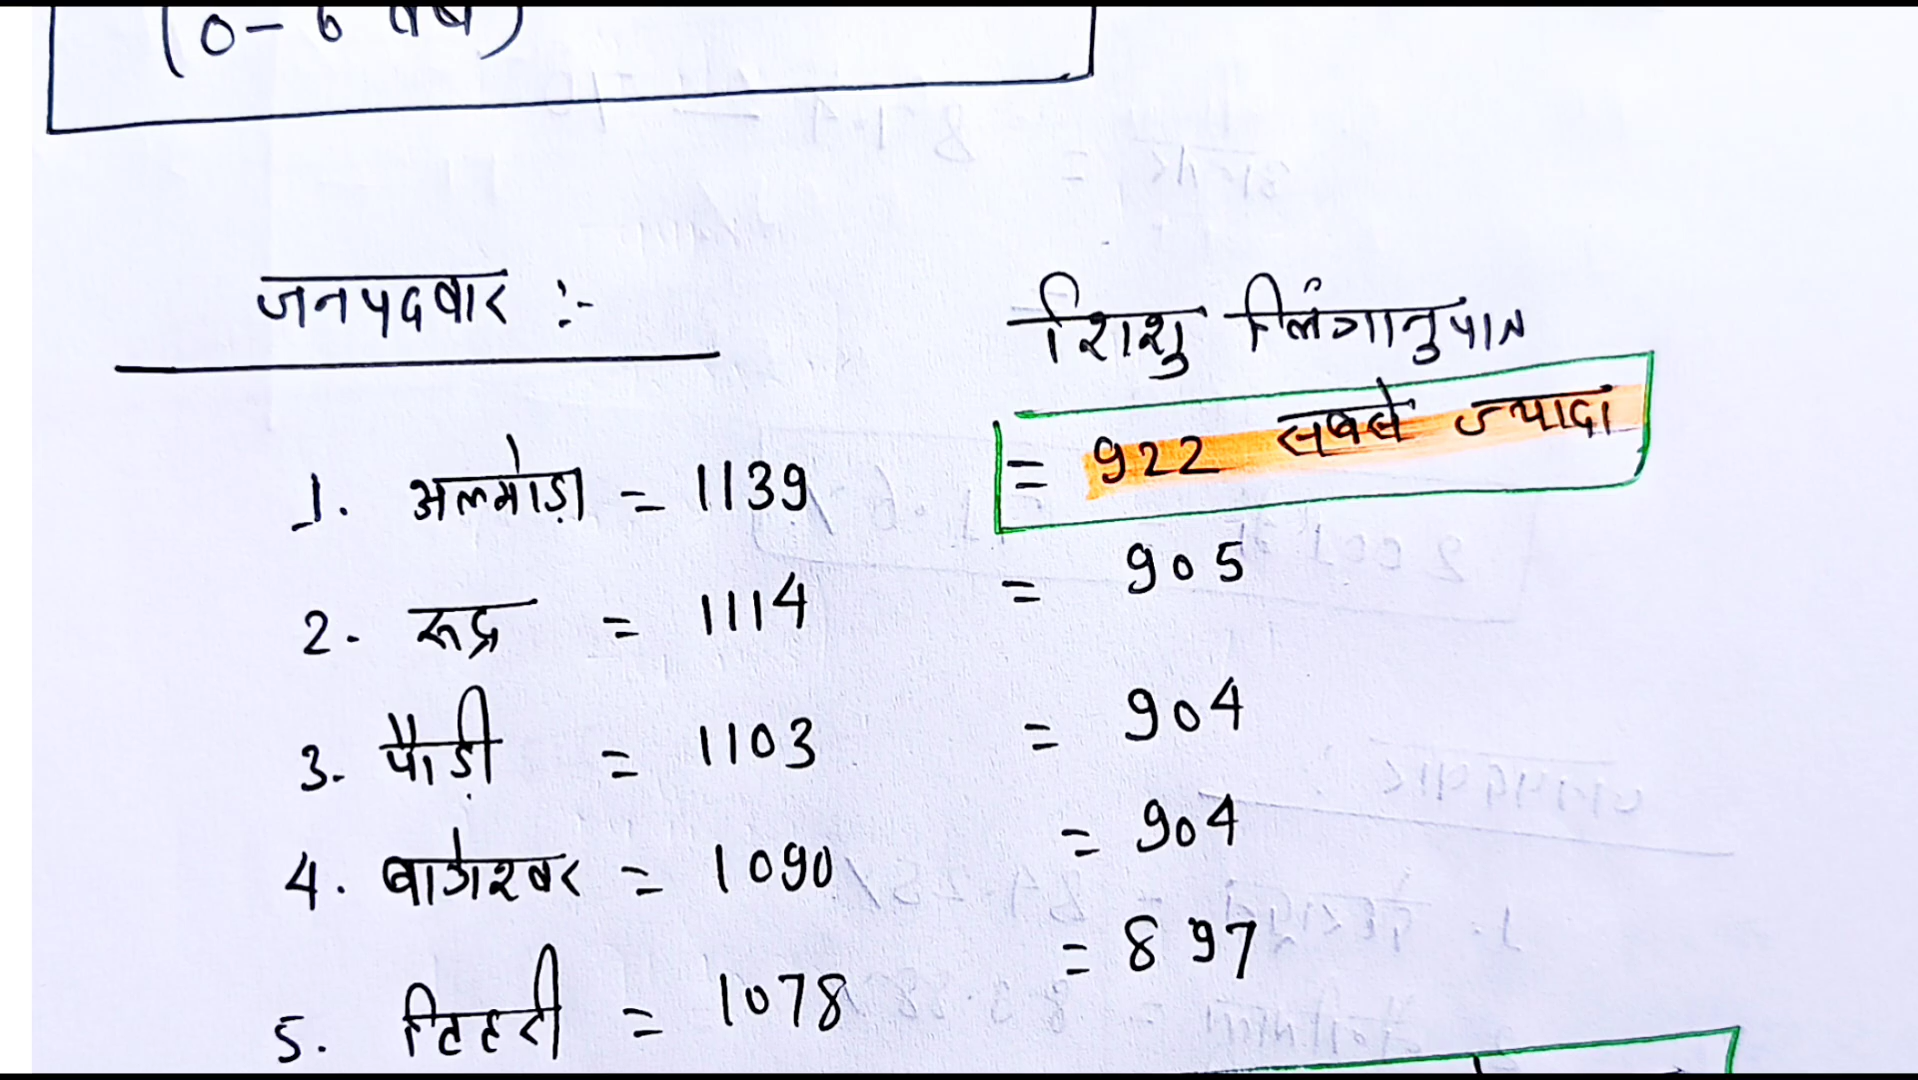 (0-6 वर्ष)
जनपदवार :-
शिशु लिंगानुपात
1. अल्मोड़ा = 1139 = 922 सबसे ज्यादा
2. रूद्र = 1114 = 905
3. पौड़ी = 1103 = 904
4. बागेश्वर = 1090 = 904
5. टिहरी = 1078 = 897